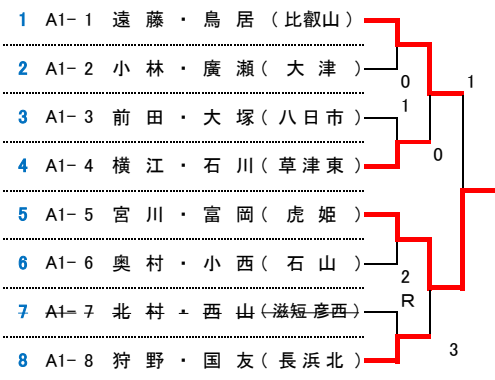 1 A1- 1 遠藤・鳥居(比叡山)
2 A1- 2 小林・廣瀬(大津)
3 A1- 3 前田・大塚(八日市)
4 A1- 4 横江・石川(草津東)
5 A1- 5 宮川・富岡(虎姫)
6 A1- 6 奥村・小西(石山)
7 A1- 7 北村・西山(滋短 彦西)
8 A1- 8 狩野・国友(長浜北)
0
1
1
0
2
R
3